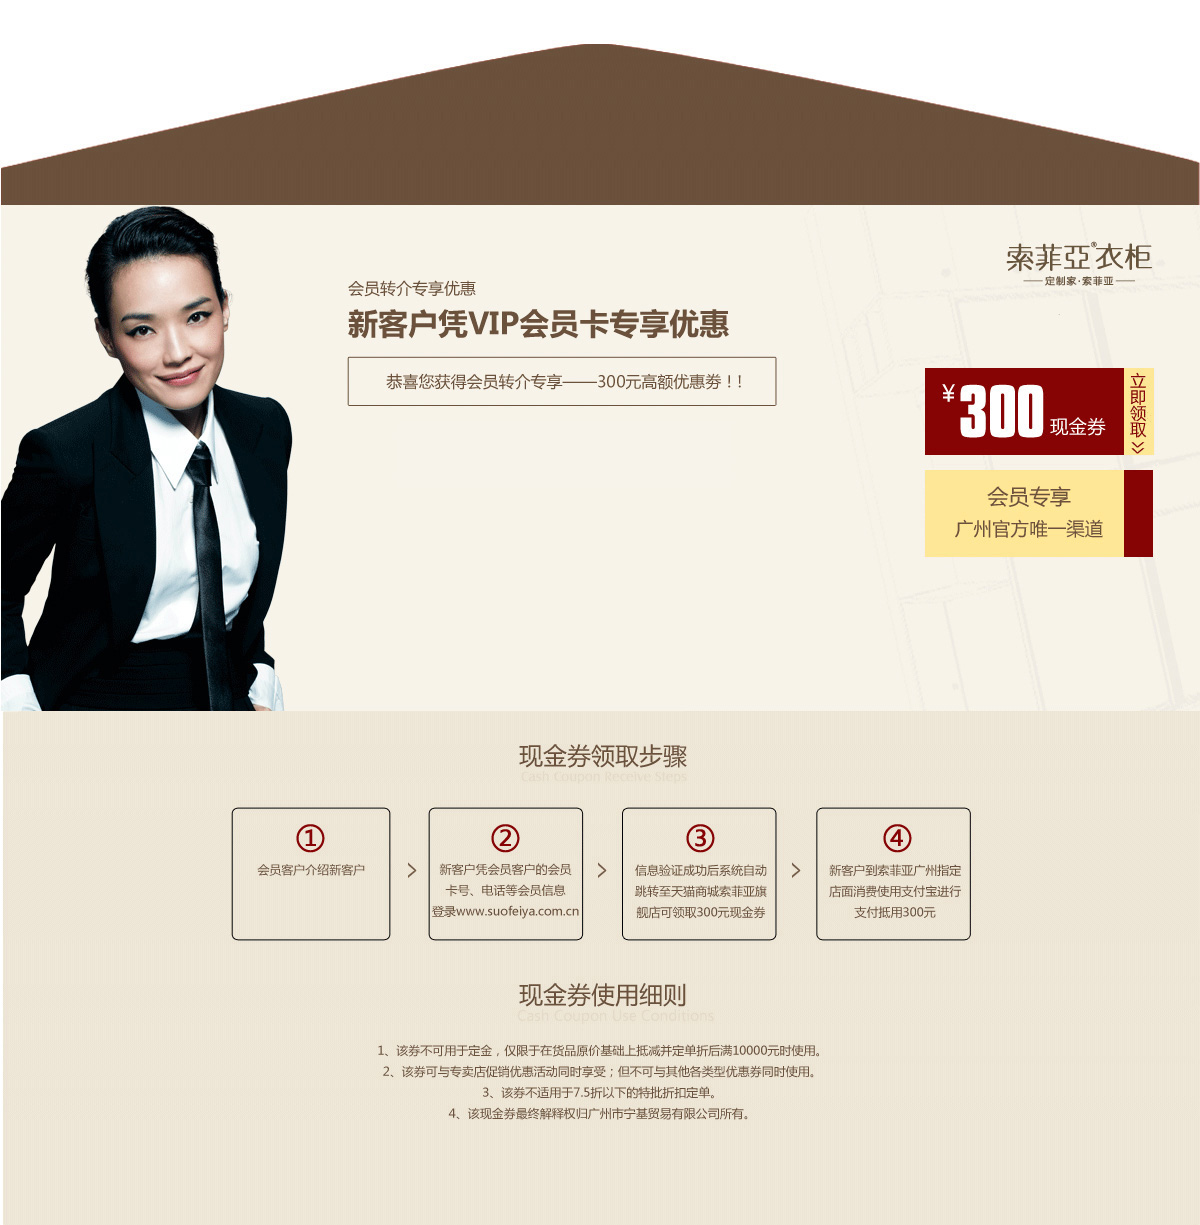 索菲亞®衣柜
定制家·索菲亚
会员转介专享优惠
新客户凭VIP会员卡专享优惠
恭喜您获得会员转介专享——300元高额优惠券！！
¥300 现金券
立即领取
会员专享
广州官方唯一渠道
现金券领取步骤
Cash Coupon Receive Steps
①
会员客户介绍新客户
>
②
新客户凭会员客户的会员
卡号、电话等会员信息
登录www.suofeiya.com.cn
>
③
信息验证成功后系统自动
跳转至天猫商城索菲亚旗
舰店可领取300元现金券
>
④
新客户到索菲亚广州指定
店面消费使用支付宝进行
支付抵用300元
现金券使用细则
Cash Coupon Use Conditions
1、该券不可用于定金，仅限于在货品原价基础上抵减并定单折后满10000元时使用。
2、该券可与专卖店促销优惠活动同时享受；但不可与其他各类型优惠券同时使用。
3、该券不适用于7.5折以下的特批折扣定单。
4、该现金券最终解释权归广州市宁基贸易有限公司所有。